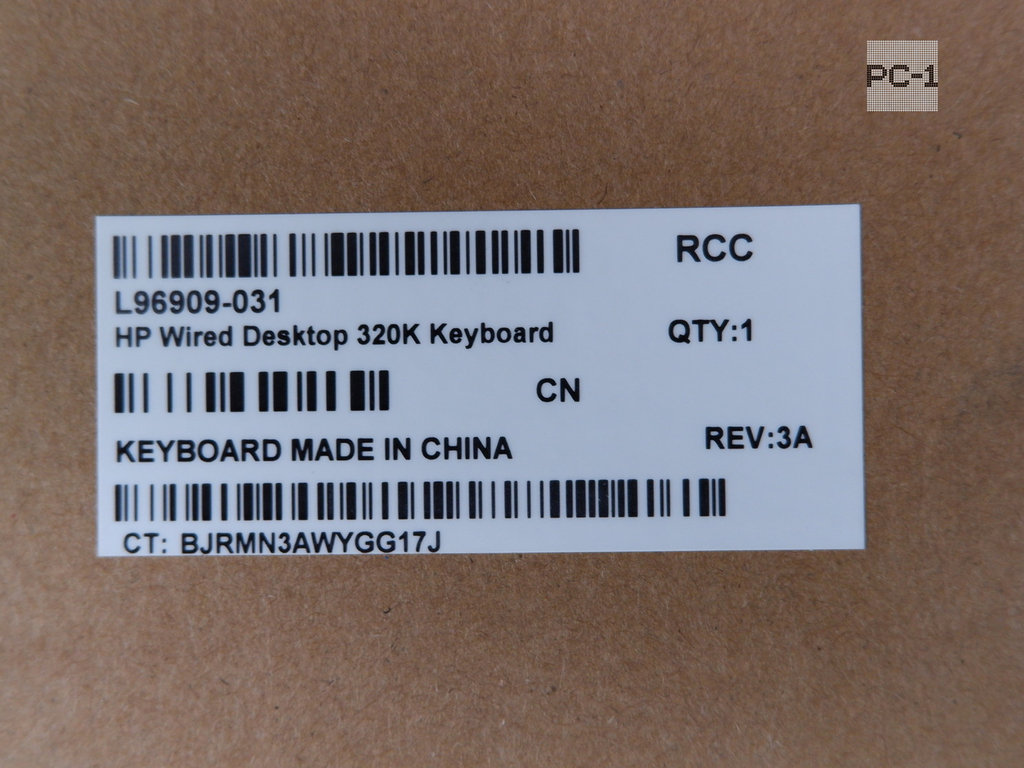 PC-1
RCC
L96909-031
HP Wired Desktop 320K Keyboard
QTY:1
CN
KEYBOARD MADE IN CHINA
REV:3A
CT: BJRMN3AWYGG17J